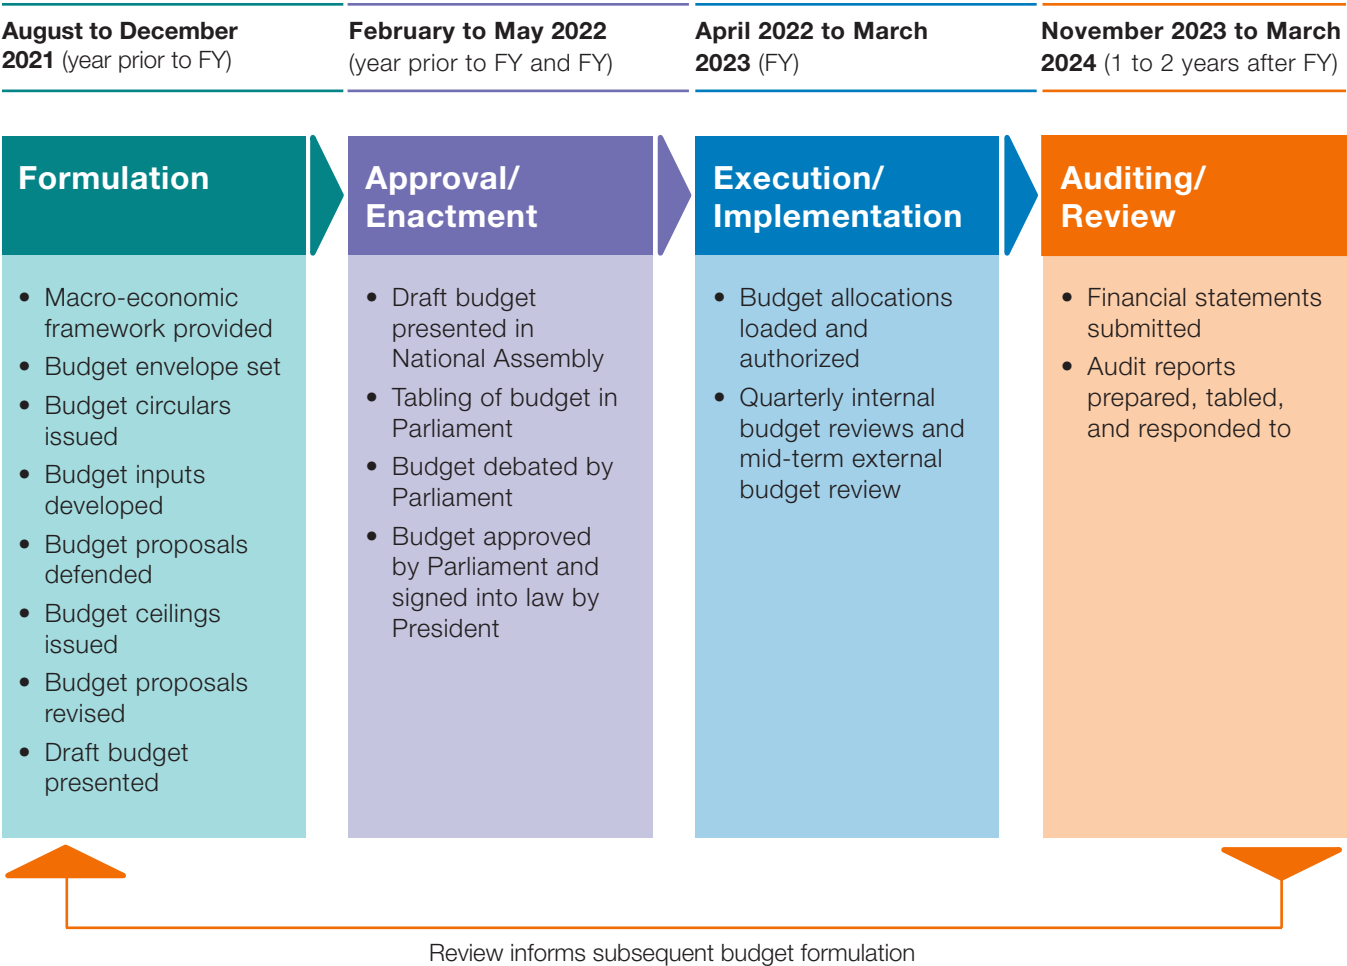 August to December
2021 (year prior to FY)
February to May 2022
(year prior to FY and FY)
April 2022 to March
2023 (FY)
November 2023 to March
2024 (1 to 2 years after FY)
Formulation
• Macro-economic
framework provided
• Budget envelope set
• Budget circulars
issued
• Budget inputs
developed
• Budget proposals
defended
• Budget ceilings
issued
• Budget proposals
revised
• Draft budget
presented
Approval/
Enactment
• Draft budget
presented in
National Assembly
• Tabling of budget in
Parliament
• Budget debated by
Parliament
• Budget approved
by Parliament and
signed into law by
President
Execution/
Implementation
• Budget allocations
loaded and
authorized
• Quarterly internal
budget reviews and
mid-term external
budget review
Auditing/
Review
• Financial statements
submitted
• Audit reports
prepared, tabled,
and responded to
Review informs subsequent budget formulation